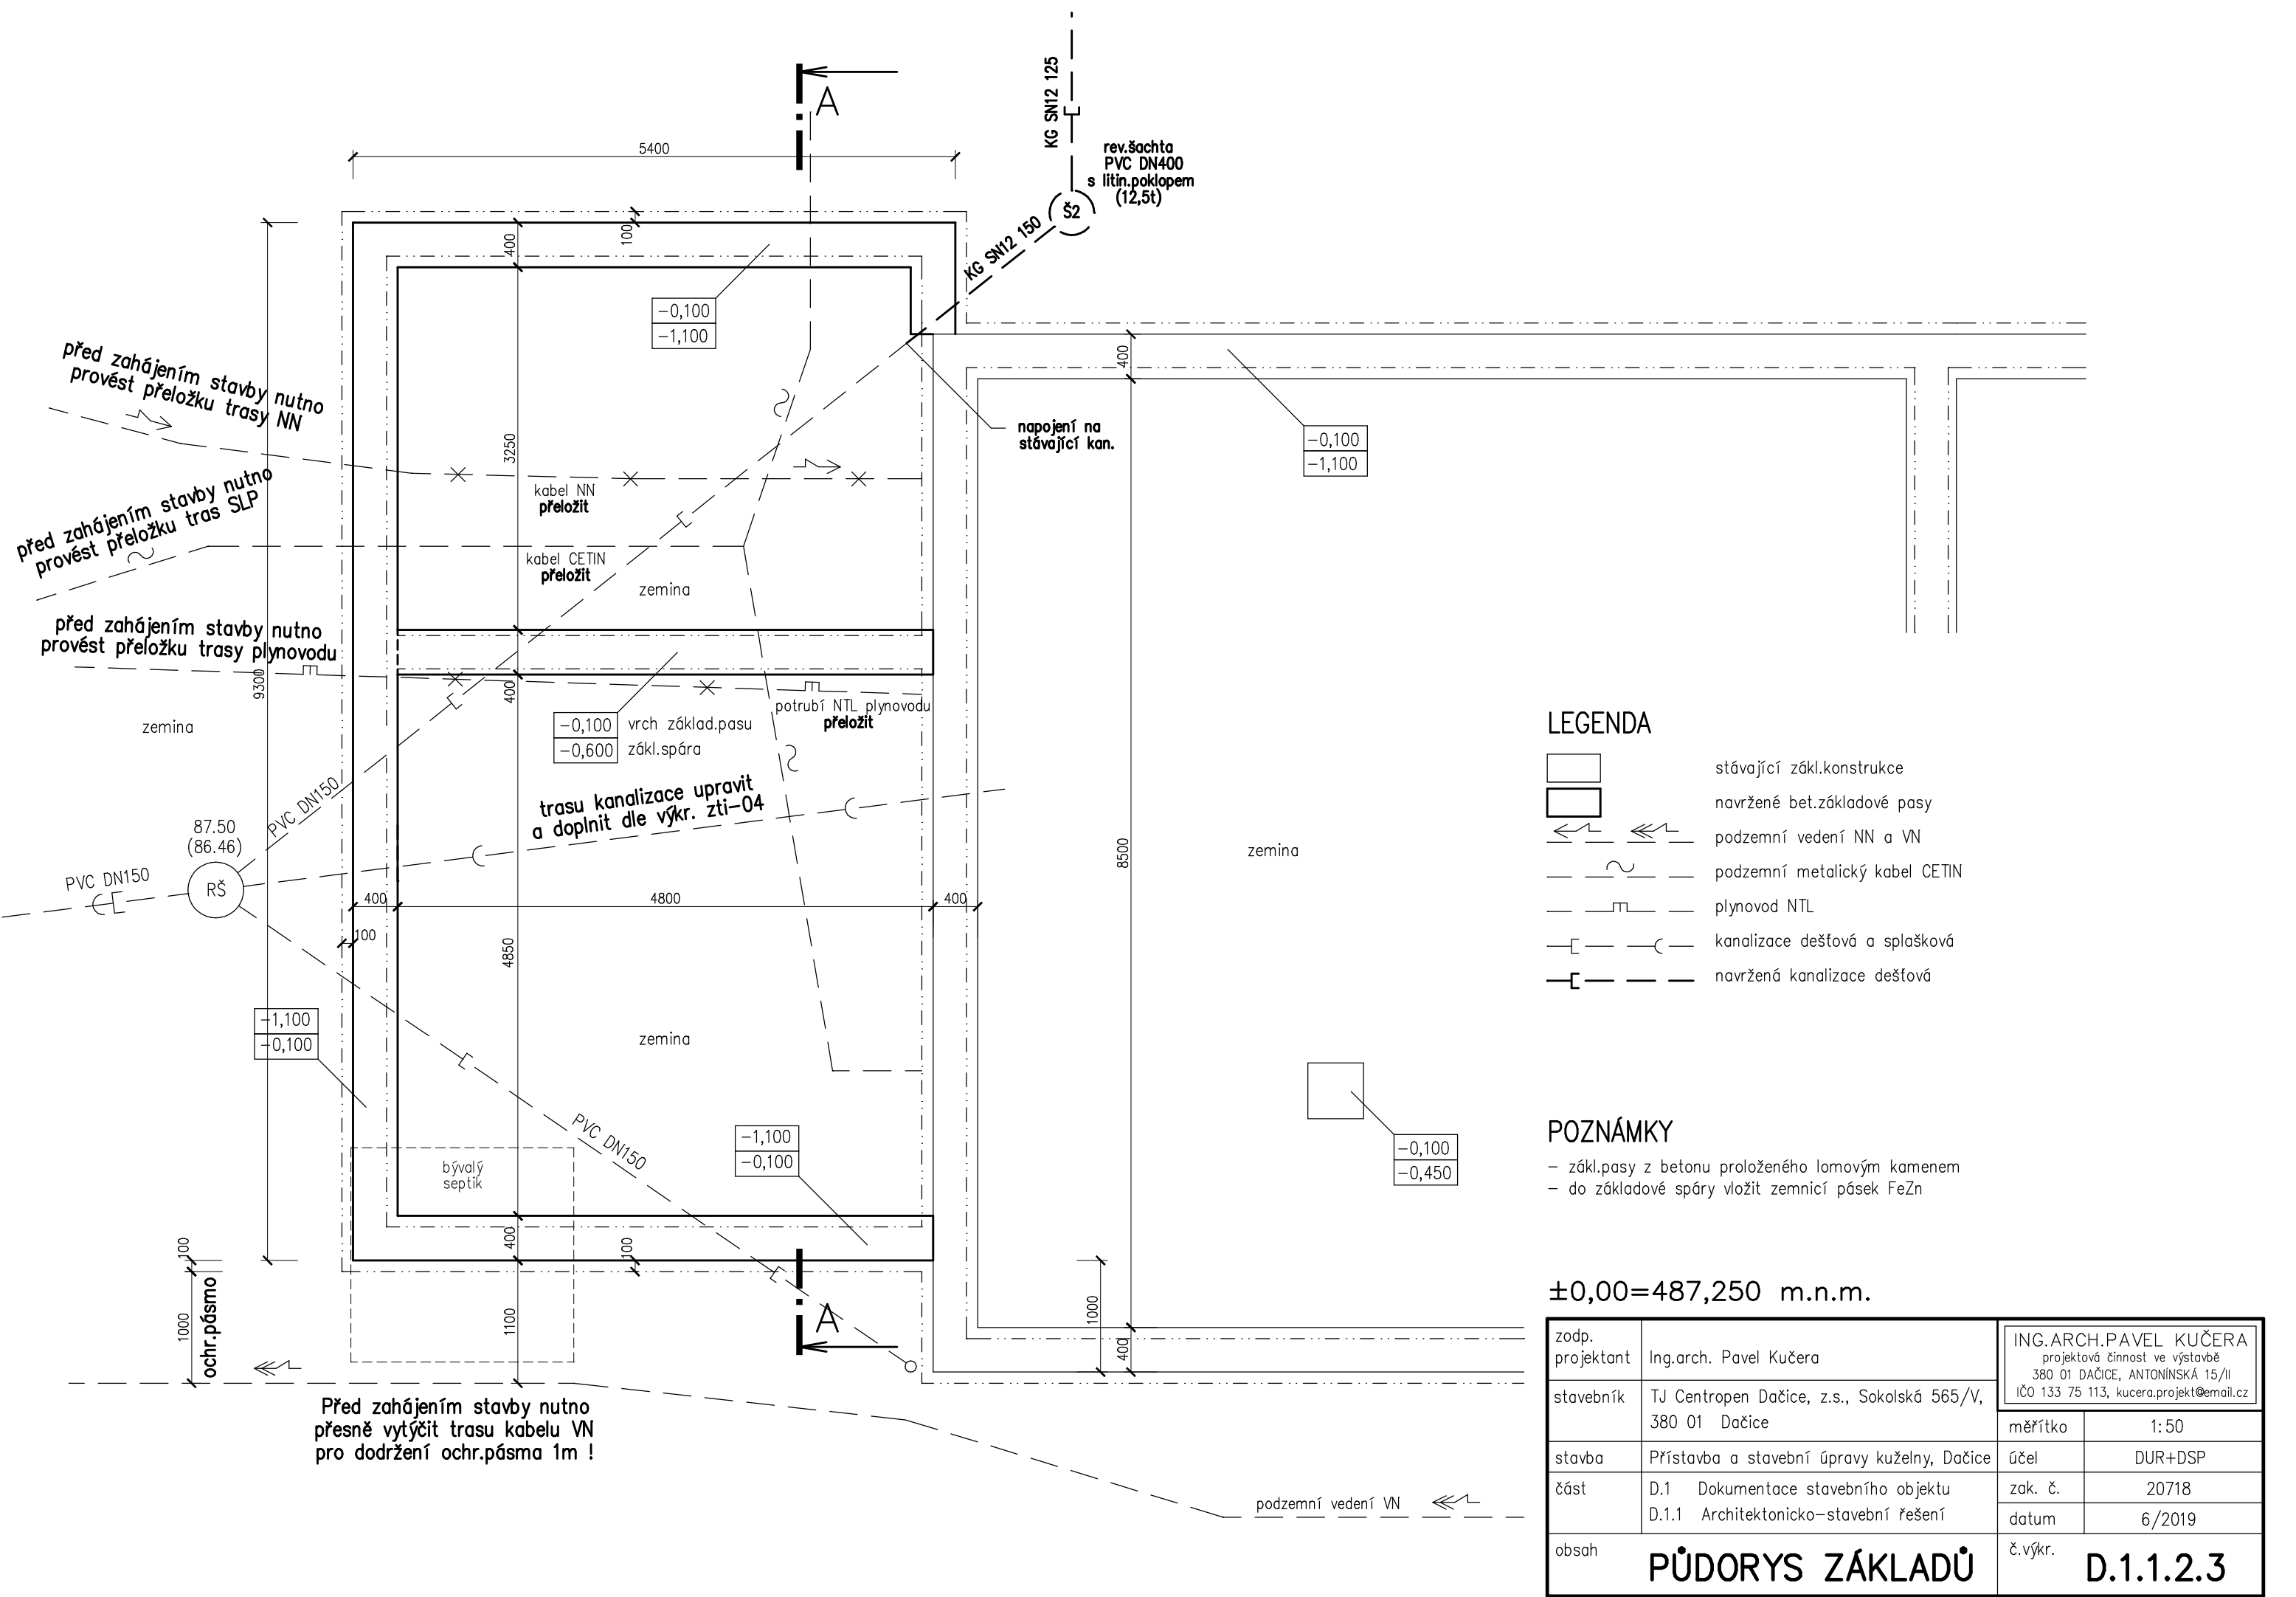 KG SN12 125
A
5400
rev.šachta
PVC DN400
s litin.poklopem
(12,5t)
Š2
KG SN12 150
400
100
-0,100
-1,100
400
před zahájením stavby nutno
provést přeložku trasy NN
napojení na
stávající kan.
-0,100
-1,100
3250
kabel NN
přeložit
před zahájením stavby nutno
provést přeložku tras SLP
kabel CETIN
přeložit
zemina
před zahájením stavby nutno
provést přeložku trasy plynovodu
9300
400
zemina
potrubí NTL plynovodu
přeložit
-0,100 vrch základ.pasu
-0,600 zákl.spára
trasu kanalizace upravit
a doplnit dle výkr. zti-04
PVC DN150
87.50
(86.46)
RŠ
PVC DN150
400
4800
400
100
4850
8500
zemina
-1,100
-0,100
zemina
PVC DN150
-1,100
-0,100
-0,100
-0,450
bývalý
septik
400
100
100
1000
ochr.pásmo
1100
A
1000
400
Před zahájením stavby nutno
přesně vytýčit trasu kabelu VN
pro dodržení ochr.pásma 1m !
podzemní vedení VN
LEGENDA
stávající zákl.konstrukce
navržené bet.základové pasy
podzemní vedení NN a VN
podzemní metalický kabel CETIN
plynovod NTL
kanalizace dešťová a splašková
navržená kanalizace dešťová
POZNÁMKY
- zákl.pasy z betonu proloženého lomovým kamenem
- do základové spáry vložit zemnicí pásek FeZn
±0,00=487,250 m.n.m.
zodp.
projektant Ing.arch. Pavel Kučera
ING.ARCH.PAVEL KUČERA
projektová činnost ve výstavbě
380 01 DAČICE, ANTONÍNSKÁ 15/II
IČO 133 75 113, kucera.projekt@email.cz
stavebník TJ Centropen Dačice, z.s., Sokolská 565/V,
380 01 Dačice
měřítko 1:50
stavba Přístavba a stavební úpravy kuželny, Dačice
účel DUR+DSP
část D.1 Dokumentace stavebního objektu
D.1.1 Architektonicko-stavební řešení
zak. č. 20718
datum 6/2019
obsah PŮDORYS ZÁKLADŮ
č.výkr. D.1.1.2.3